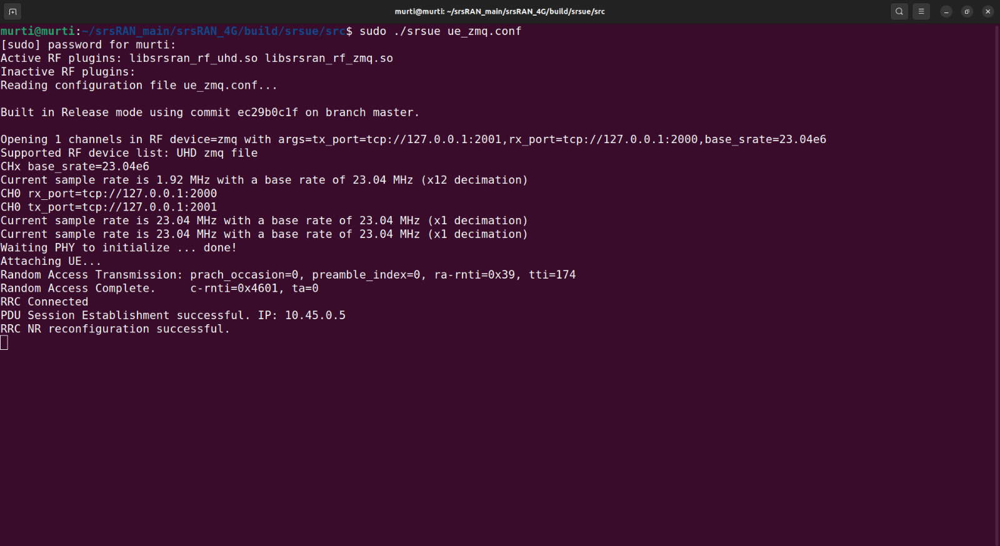 murti@murti: ~/srsRAN_main/srsRAN_4G/build/srsue/src
murti@murti:~/srsRAN_main/srsRAN_4G/build/srsue/src$ sudo ./srsue ue_zmq.conf
[sudo] password for murti:
Active RF plugins: libsrsran_rf_uhd.so libsrsran_rf_zmq.so
Inactive RF plugins:
Reading configuration file ue_zmq.conf...
Built in Release mode using commit ec29b0c1f on branch master.
Opening 1 channels in RF device=zmq with args=tx_port=tcp://127.0.0.1:2001,rx_port=tcp://127.0.0.1:2000,base_srate=23.04e6
Supported RF device list: UHD zmq file
CHx base_srate=23.04e6
Current sample rate is 1.92 MHz with a base rate of 23.04 MHz (x12 decimation)
CH0 rx_port=tcp://127.0.0.1:2000
CH0 tx_port=tcp://127.0.0.1:2001
Current sample rate is 23.04 MHz with a base rate of 23.04 MHz (x1 decimation)
Current sample rate is 23.04 MHz with a base rate of 23.04 MHz (x1 decimation)
Waiting PHY to initialize ... done!
Attaching UE...
Random Access Transmission: prach_occasion=0, preamble_index=0, ra-rnti=0x39, tti=174
Random Access Complete.     c-rnti=0x4601, ta=0
RRC Connected
PDU Session Establishment successful. IP: 10.45.0.5
RRC NR reconfiguration successful.